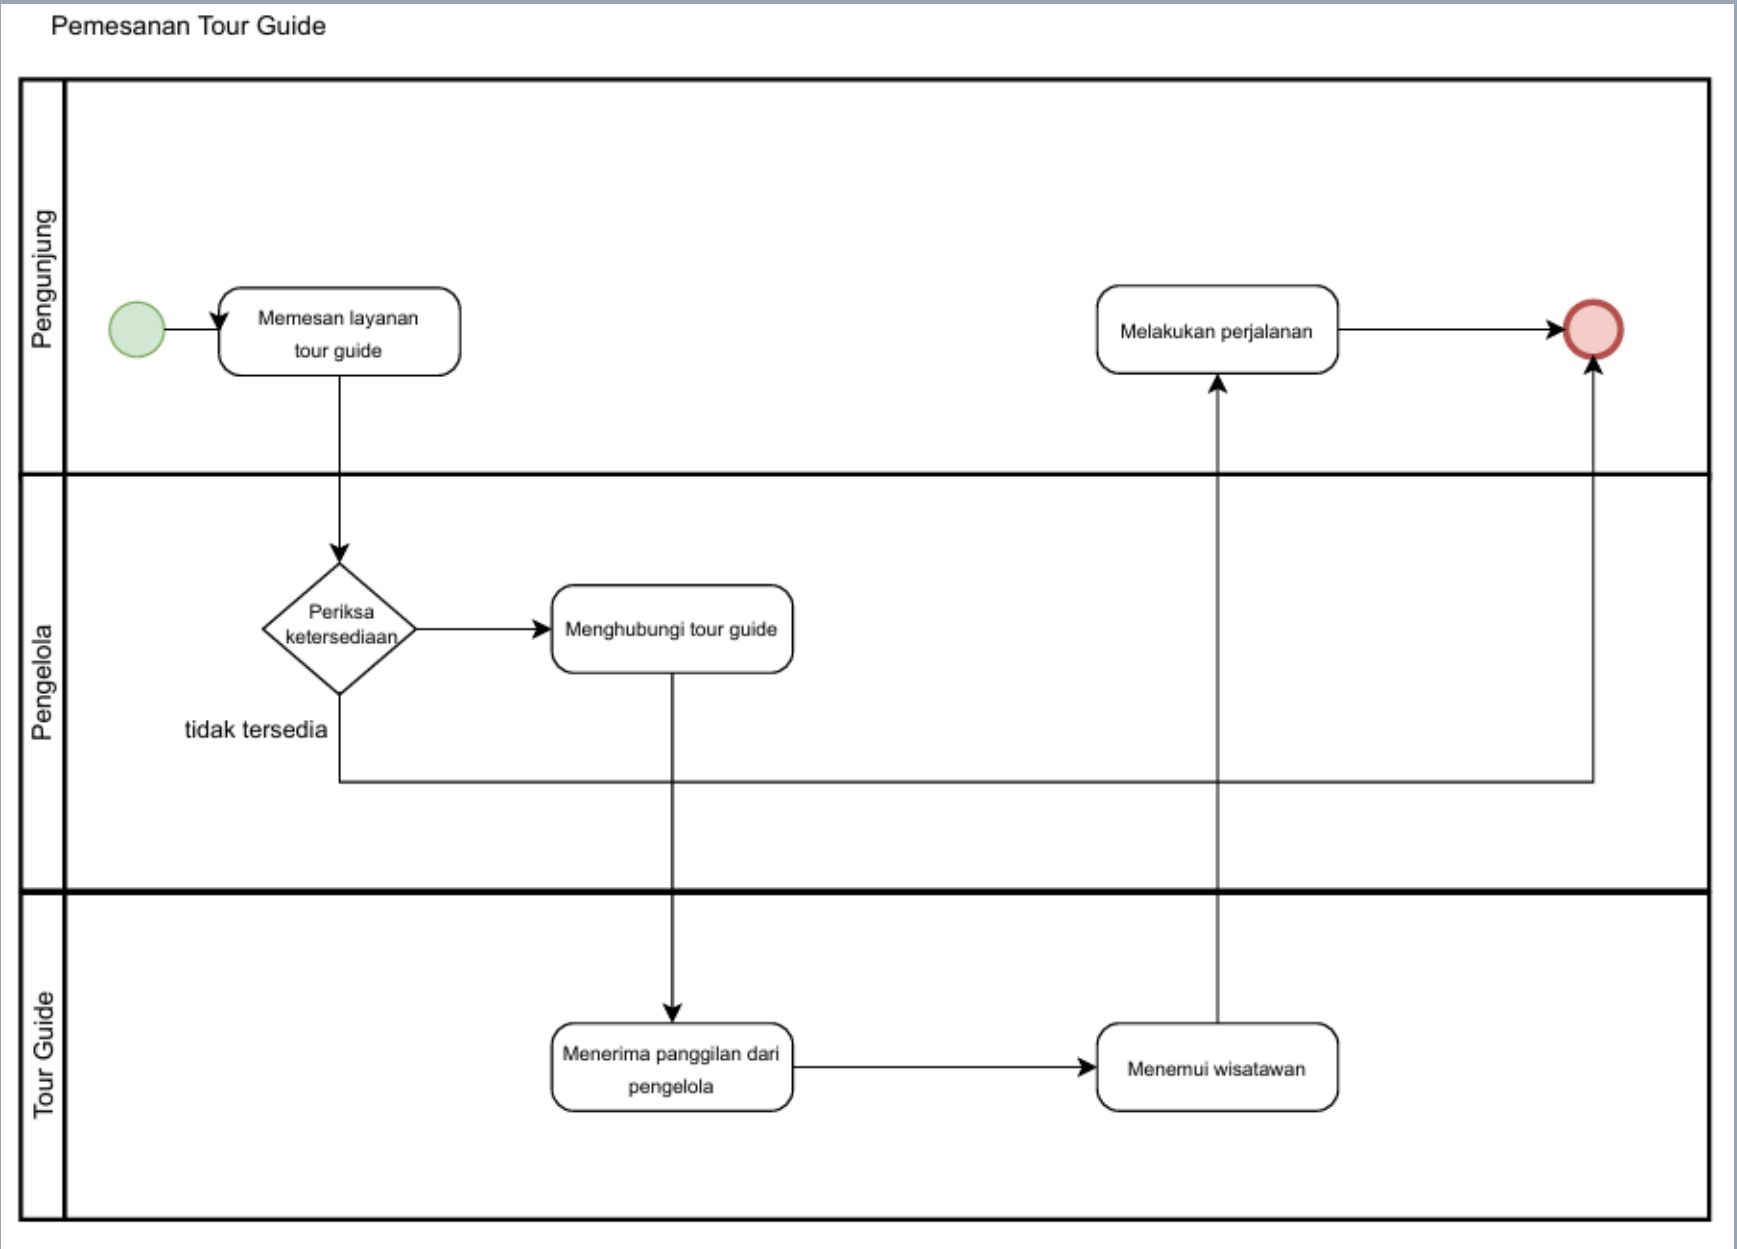 Pemesanan Tour Guide
Pengunjung
Memesan layanan
tour guide
Melakukan perjalanan
Pengelola
Periksa
ketersediaan
Menghubungi tour guide
tidak tersedia
Tour Guide
Menerima panggilan dari
pengelola
Menemui wisatawan